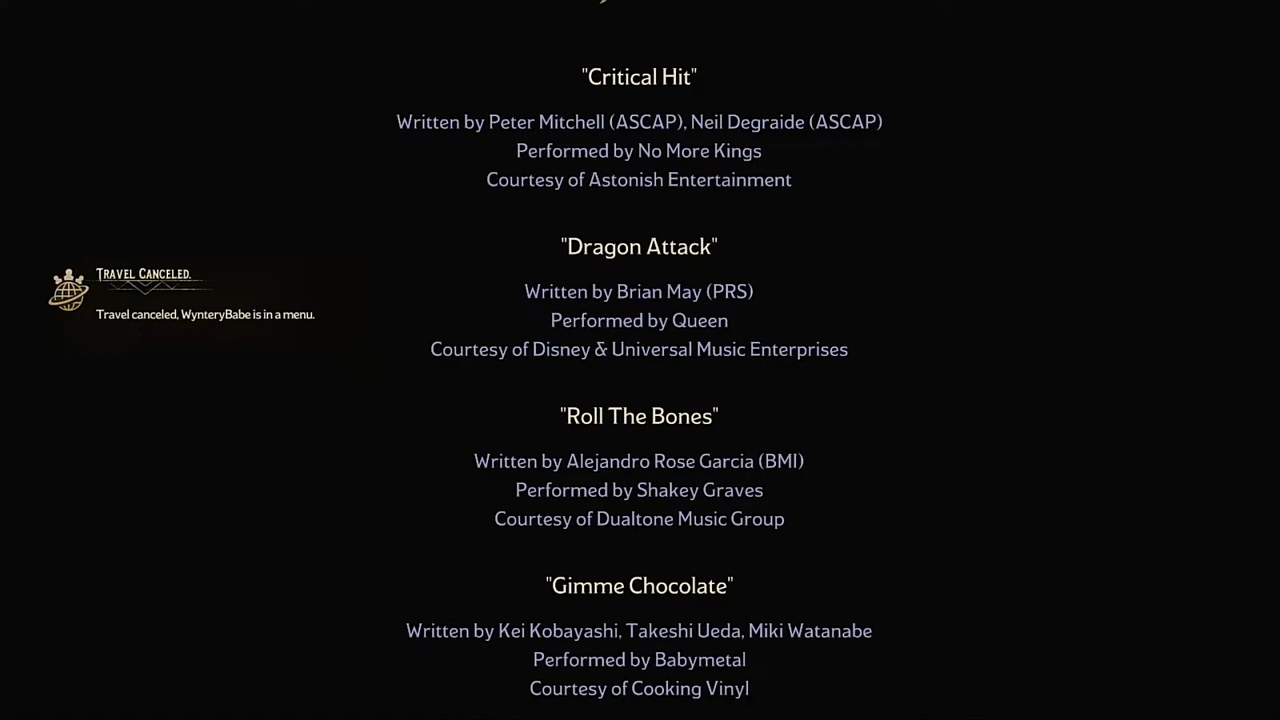 "Critical Hit"
Written by Peter Mitchell (ASCAP), Neil Degraide (ASCAP)
Performed by No More Kings
Courtesy of Astonish Entertainment
"Dragon Attack"
Written by Brian May (PRS)
Performed by Queen
Courtesy of Disney & Universal Music Enterprises
Travel Canceled.
Travel canceled, WynteryBabe is in a menu.
"Roll The Bones"
Written by Alejandro Rose Garcia (BMI)
Performed by Shakey Graves
Courtesy of Dualtone Music Group
"Gimme Chocolate"
Written by Kei Kobayashi, Takeshi Ueda, Miki Watanabe
Performed by Babymetal
Courtesy of Cooking Vinyl